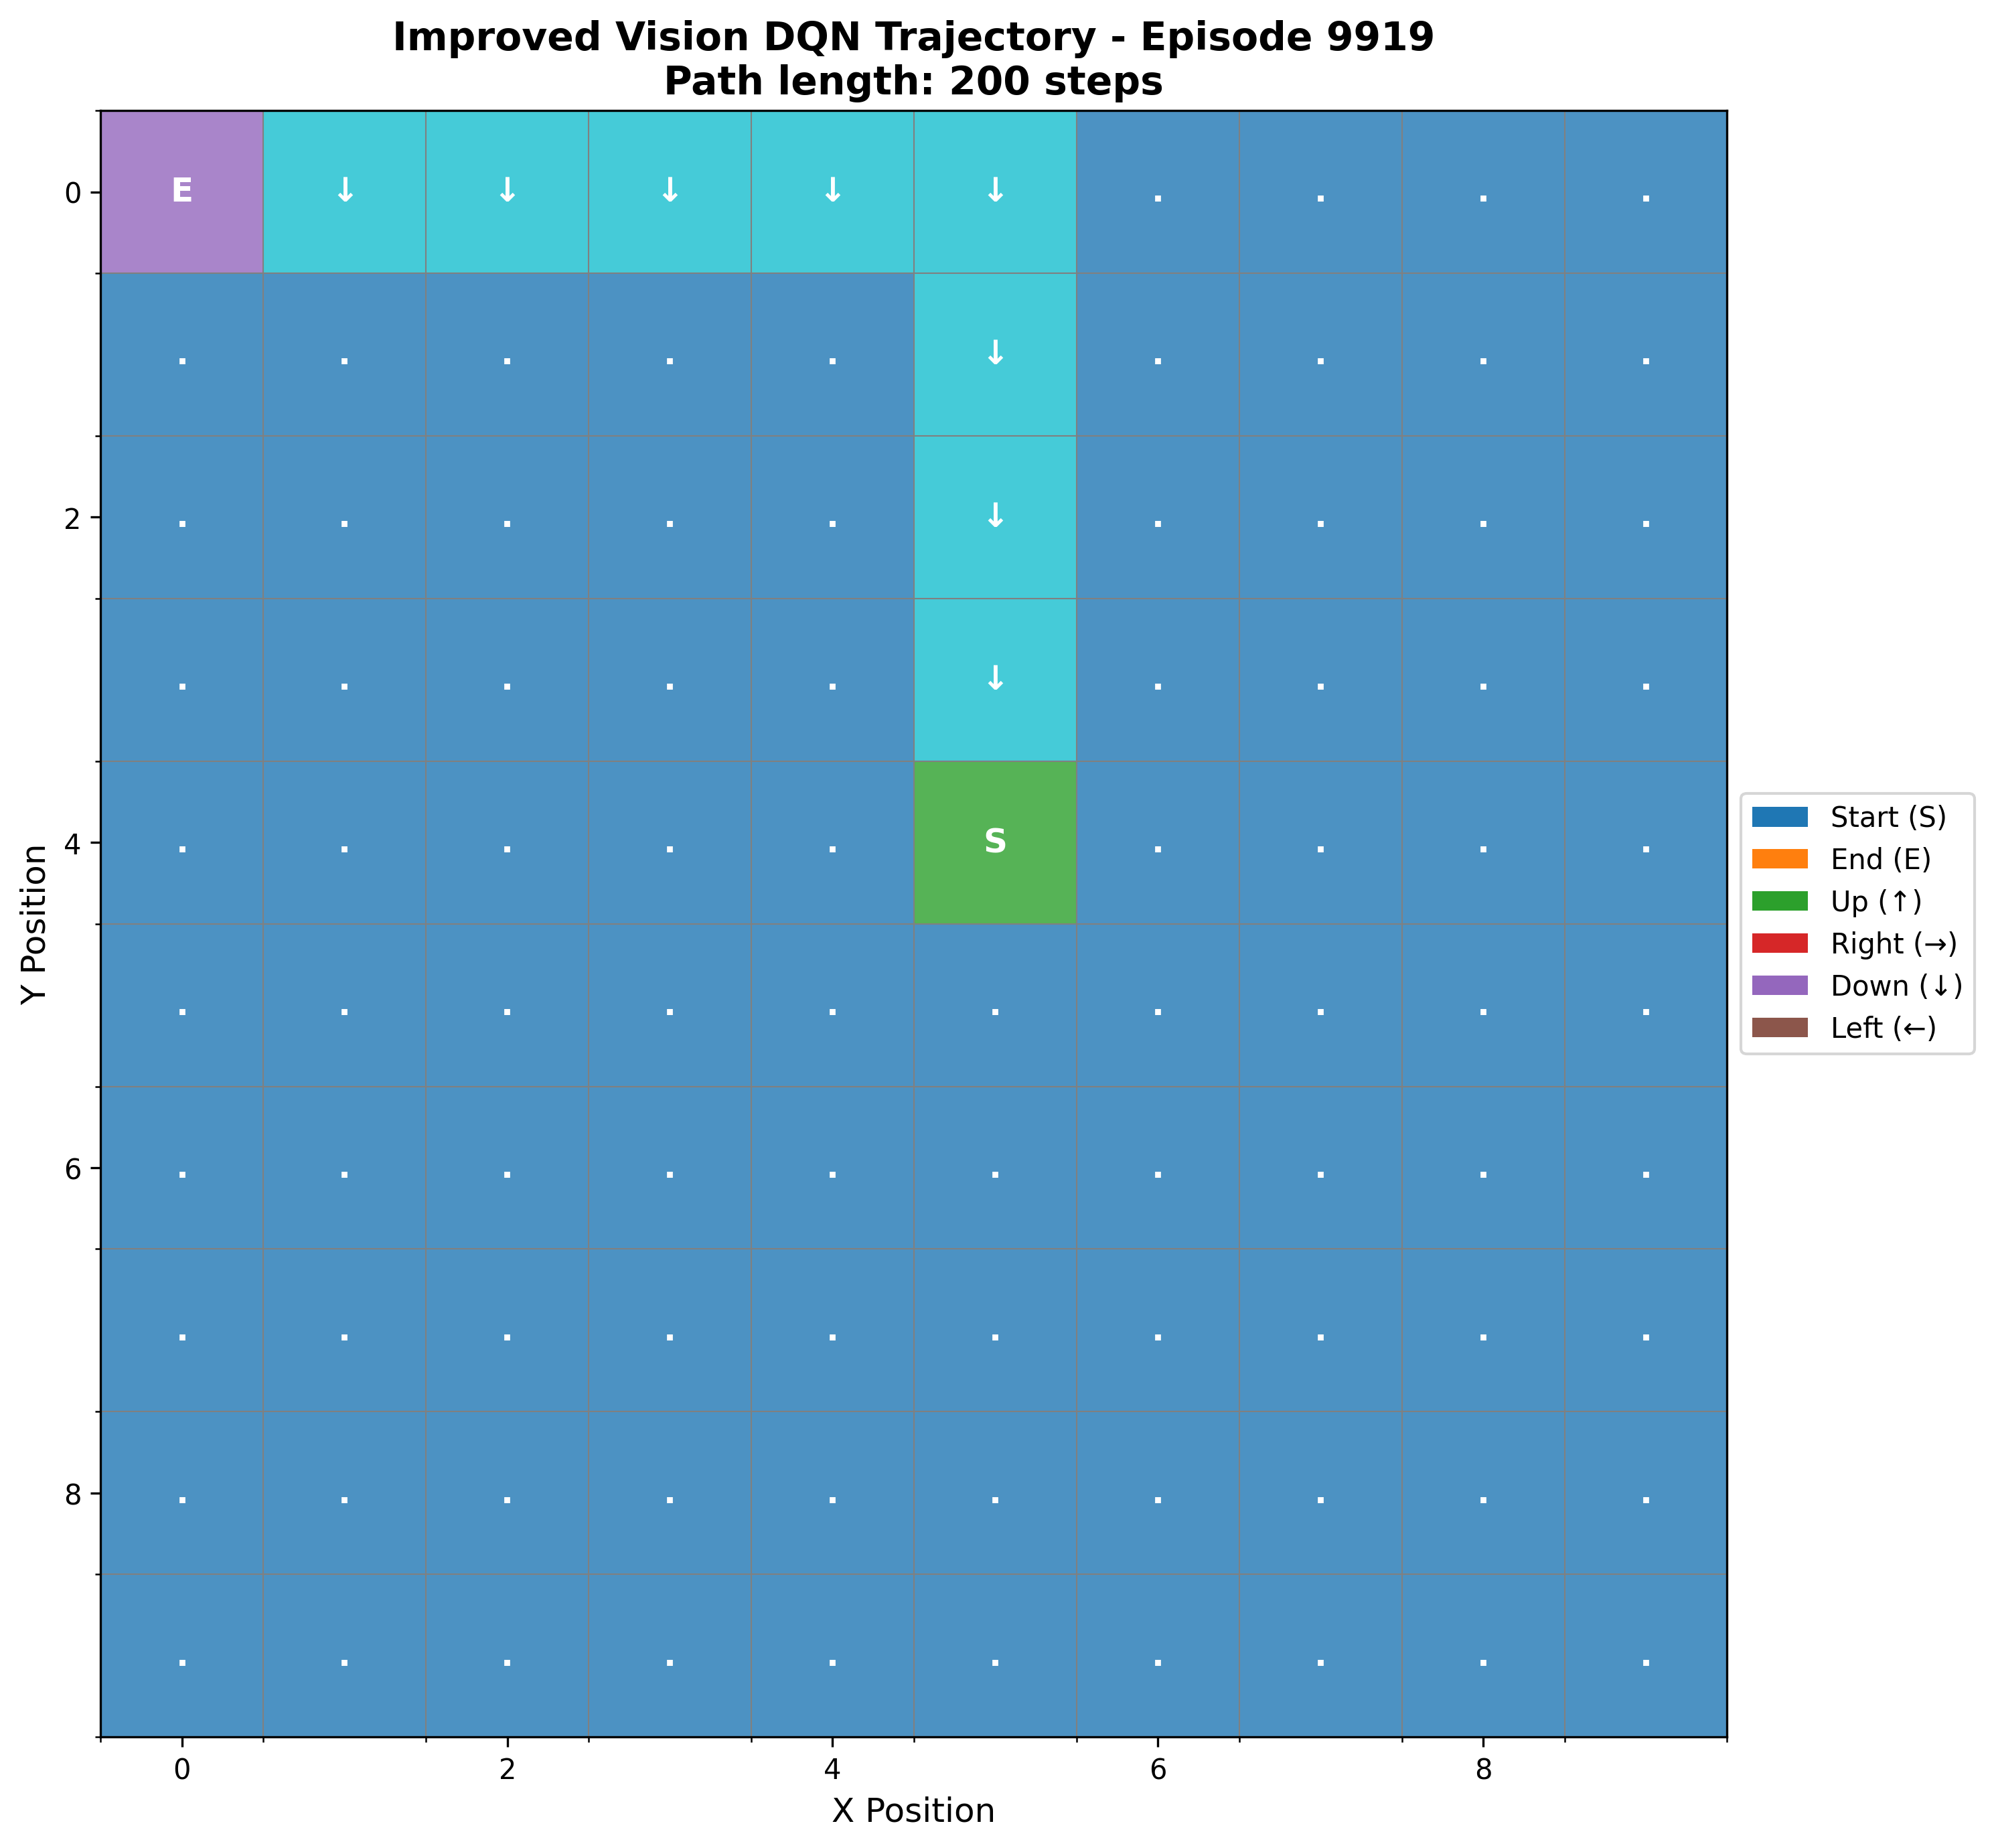 Improved Vision DQN Trajectory - Episode 9919
Path length: 200 steps
0 E ↓ ↓ ↓ ↓ ↓ . . . .
. . . . . ↓ . . . .
2 . . . . . ↓ . . . .
. . . . . ↓ . . . .
4 . . . . . S . . . .
. . . . . . . . . .
6 . . . . . . . . . .
. . . . . . . . . .
8 . . . . . . . . . .
. . . . . . . . . .
0 2 4 6 8
X Position
Y Position
Start (S)
End (E)
Up (↑)
Right (→)
Down (↓)
Left (←)